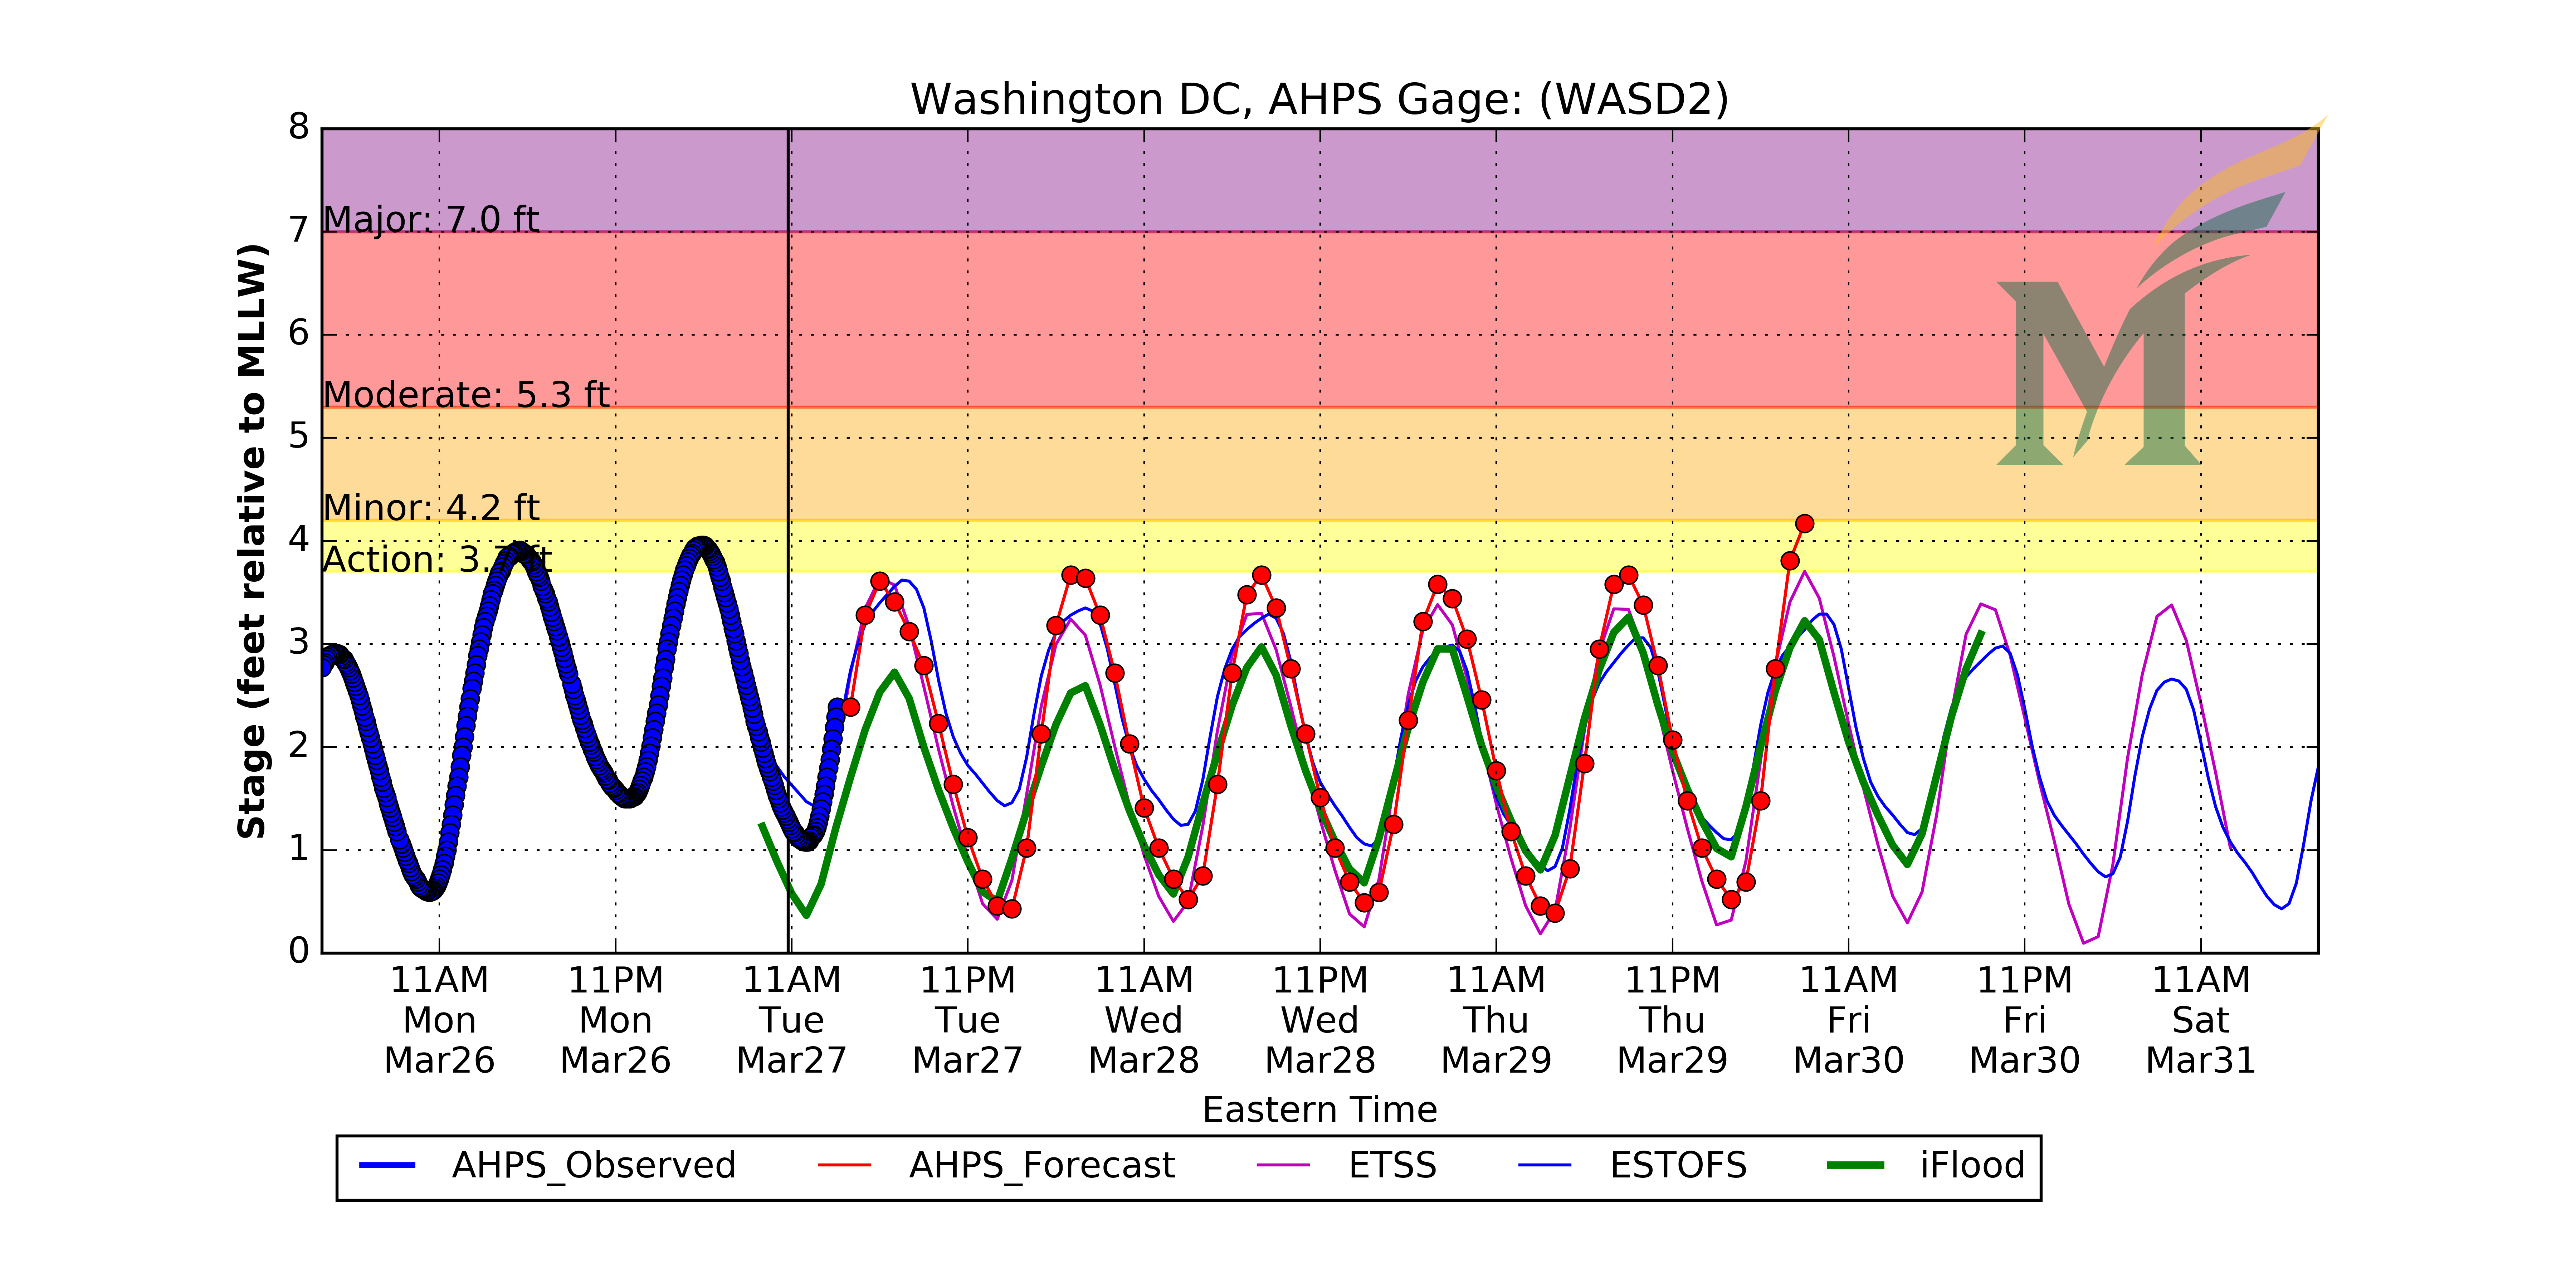 Washington DC, AHPS Gage: (WASD2)
Stage (feet relative to MLLW)
8
7
6
5
4
3
2
1
0
Major: 7.0 ft
Moderate: 5.3 ft
Minor: 4.2 ft
Action: ft
11AM 11PM 11AM 11PM 11AM 11PM 11AM 11PM 11AM 11PM 11AM
Mon Mon Tue Tue Wed Wed Thu Thu Fri Fri Sat
Mar26 Mar26 Mar27 Mar27 Mar28 Mar28 Mar29 Mar29 Mar30 Mar30 Mar31
Eastern Time
AHPS_Observed AHPS_Forecast ETSS ESTOFS iFlood